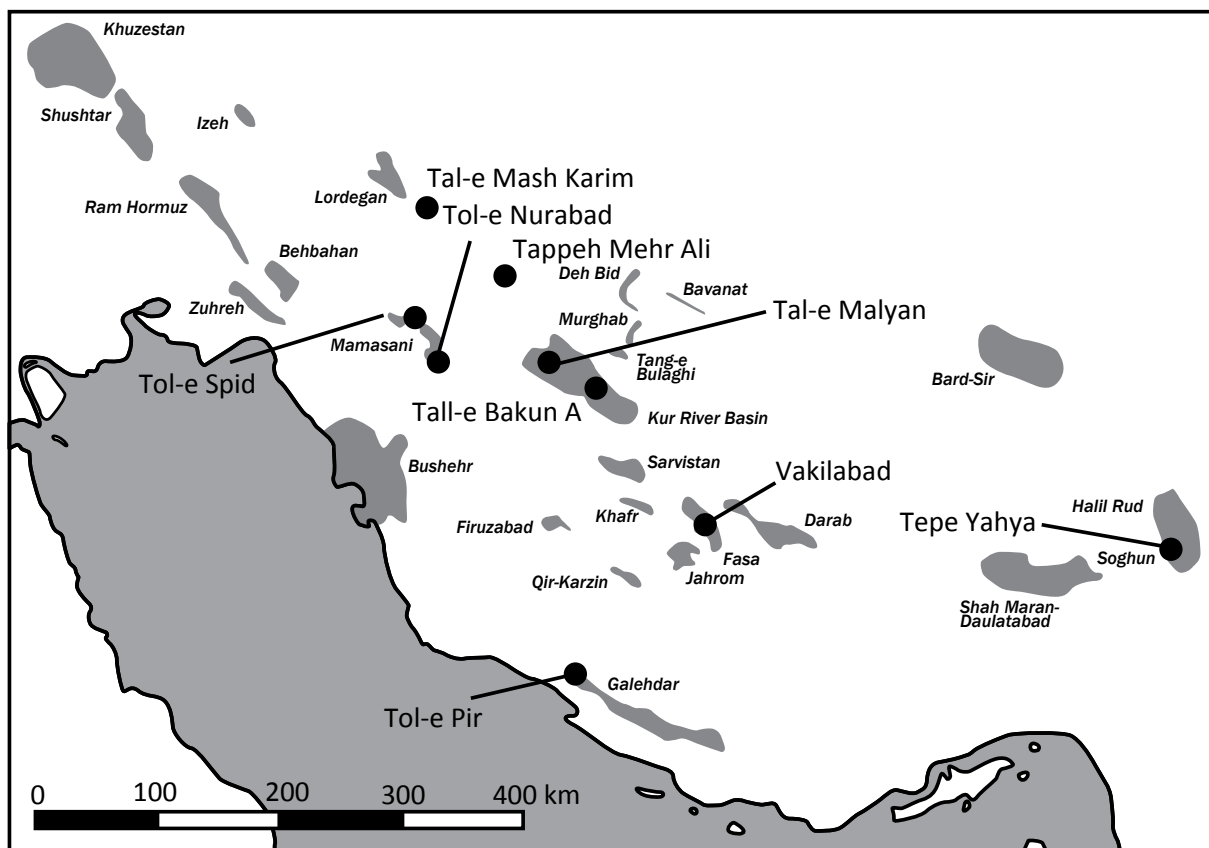 Khuzestan
Shushtar
Izeh
Lordegan
Tal-e Mash Karim
Ram Hormuz
Tol-e Nurabad
Behbahan
Tappeh Mehr Ali
Deh Bid
Bavanat
Zuhreh
Murghab
Tal-e Malyan
Mamasani
Tang-e
Bulaghi
Tol-e Spid
Bard-Sir
Tall-e Bakun A
Kur River Basin
Bushehr
Sarvistan
Vakilabad
Khafr
Halil Rud
Firuzabad
Darab
Tepe Yahya
Fasa
Soghun
Qir-Karzin
Jahrom
Shah Maran-
Daulatabad
Galehdar
Tol-e Pir
0 100 200 300 400 km